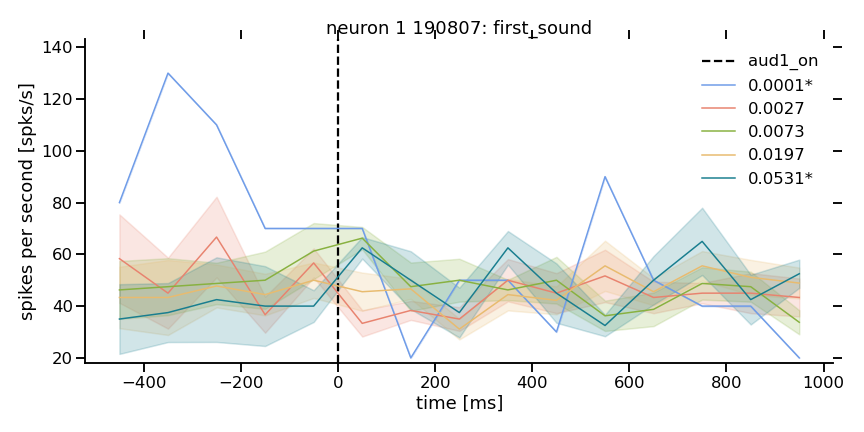 neuron 1 190807: first_sound
spikes per second [spks/s]
140
120
100
80
60
40
20
aud1_on
0.0001*
0.0027
0.0073
0.0197
0.0531*
−400 −200 0 200 400 600 800 1000
time [ms]